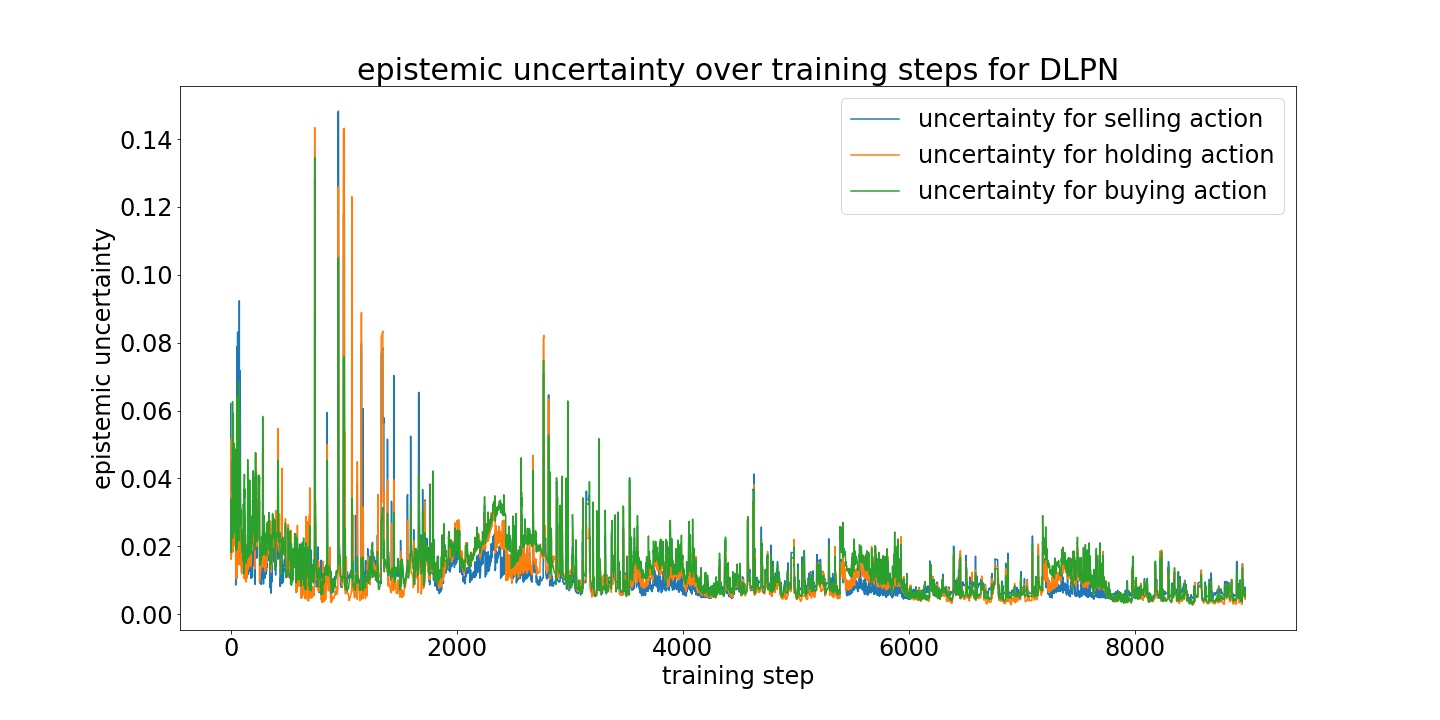 epistemic uncertainty over training steps for DLPN
uncertainty for selling action
uncertainty for holding action
uncertainty for buying action
epistemic uncertainty
0.14
0.12
0.10
0.08
0.06
0.04
0.02
0.00
0 2000 4000 6000 8000
training step